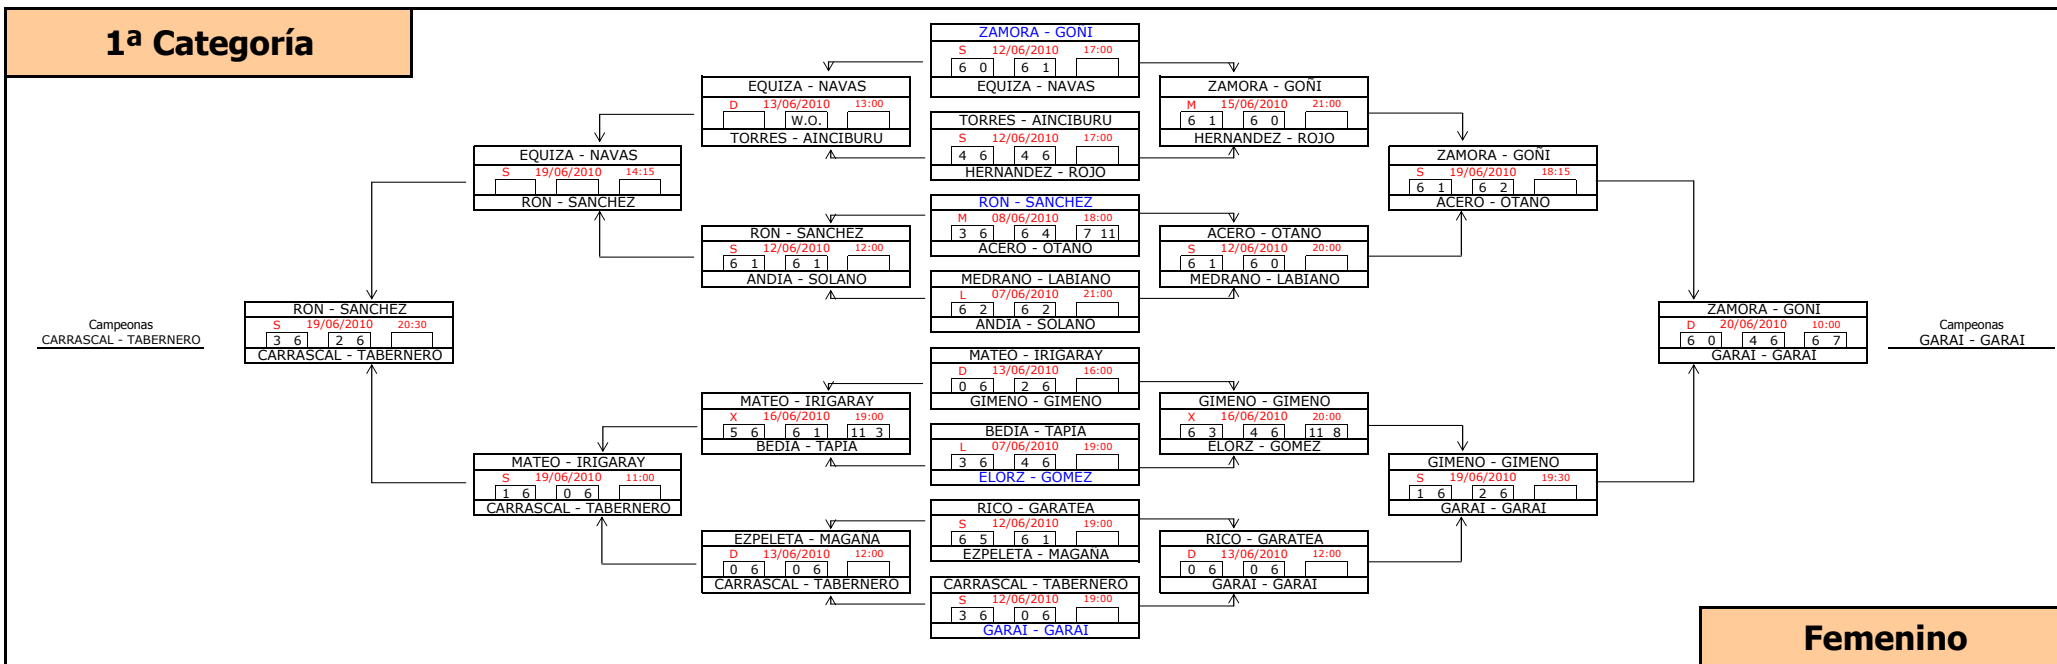 1ª Categoría
Campeonas
CARRASCAL - TABERNERO
RON - SANCHEZ
S 19/06/2010 20:30
3 6 2 6
CARRASCAL - TABERNERO
EQUIZA - NAVAS
S 19/06/2010 14:15
RON - SANCHEZ
MATEO - IRIGARAY
S 19/06/2010 11:00
1 6 0 6
CARRASCAL - TABERNERO
EQUIZA - NAVAS
D 13/06/2010 13:00
W.O.
TORRES - AINCIBURU
RON - SANCHEZ
S 12/06/2010 12:00
6 1 6 1
ANDIA - SOLANO
MATEO - IRIGARAY
X 16/06/2010 19:00
5 6 6 1 11 3
BEDIA - TAPIA
EZPELETA - MAGAÑA
D 13/06/2010 12:00
0 6 0 6
CARRASCAL - TABERNERO
ZAMORA - GOÑI
S 12/06/2010 17:00
6 0 6 1
EQUIZA - NAVAS
TORRES - AINCIBURU
S 12/06/2010 17:00
4 6 4 6
HERNANDEZ - ROJO
RON - SANCHEZ
M 08/06/2010 18:00
3 6 6 4 7 11
ACERO - OTANO
MEDRANO - LABIANO
L 07/06/2010 21:00
6 2 6 2
ANDIA - SOLANO
MATEO - IRIGARAY
D 13/06/2010 16:00
0 6 2 6
GIMENO - GIMENO
BEDIA - TAPIA
L 07/06/2010 19:00
3 6 4 6
ELORZ - GOMEZ
RICO - GARATEA
S 12/06/2010 19:00
6 5 6 1
EZPELETA - MAGAÑA
CARRASCAL - TABERNERO
S 12/06/2010 19:00
3 6 0 6
GARAI - GARAI
ZAMORA - GOÑI
M 15/06/2010 21:00
6 1 6 0
HERNANDEZ - ROJO
ACERO - OTANO
S 12/06/2010 20:00
6 1 6 0
MEDRANO - LABIANO
GIMENO - GIMENO
X 16/06/2010 20:00
6 3 4 6 11 8
ELORZ - GOMEZ
RICO - GARATEA
D 13/06/2010 12:00
0 6 0 6
GARAI - GARAI
ZAMORA - GOÑI
S 19/06/2010 18:15
6 1 6 2
ACERO - OTANO
GIMENO - GIMENO
S 19/06/2010 19:30
1 6 2 6
GARAI - GARAI
ZAMORA - GOÑI
D 20/06/2010 10:00
6 0 4 6 6 7
GARAI - GARAI
Campeonas
GARAI - GARAI
Femenino